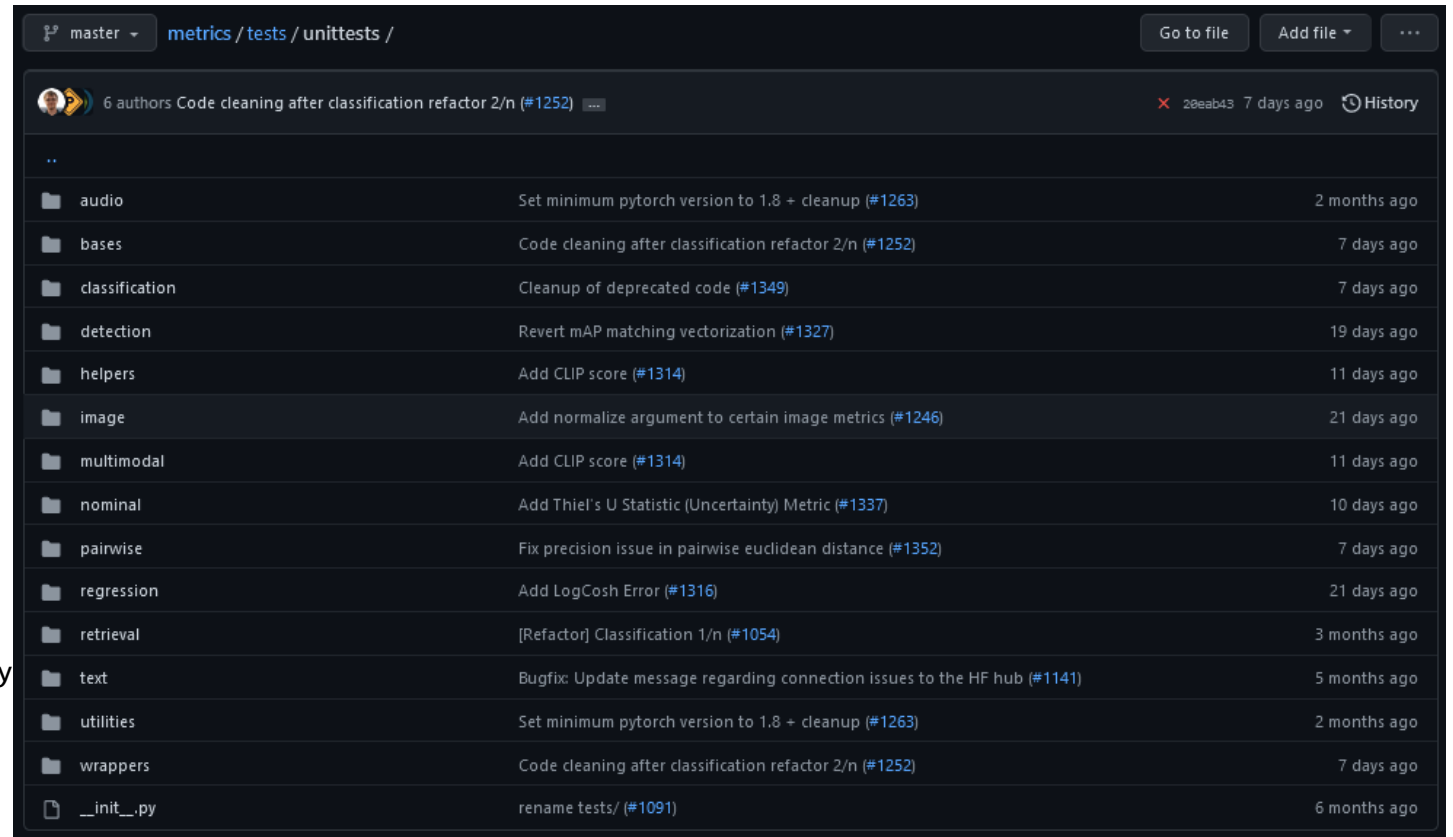 master metrics / tests / unittests / Go to file Add file ...
6 authors Code cleaning after classification refactor 2/n (#1252) ... 20eab43 7 days ago History
..
audio Set minimum pytorch version to 1.8 + cleanup (#1263) 2 months ago
bases Code cleaning after classification refactor 2/n (#1252) 7 days ago
classification Cleanup of deprecated code (#1349) 7 days ago
detection Revert mAP matching vectorization (#1327) 19 days ago
helpers Add CLIP score (#1314) 11 days ago
image Add normalize argument to certain image metrics (#1246) 21 days ago
multimodal Add CLIP score (#1314) 11 days ago
nominal Add Thiel's U Statistic (Uncertainty) Metric (#1337) 10 days ago
pairwise Fix precision issue in pairwise euclidean distance (#1352) 7 days ago
regression Add LogCosh Error (#1316) 21 days ago
retrieval [Refactor] Classification 1/n (#1054) 3 months ago
y text Bugfix: Update message regarding connection issues to the HF hub (#1141) 5 months ago
utilities Set minimum pytorch version to 1.8 + cleanup (#1263) 2 months ago
wrappers Code cleaning after classification refactor 2/n (#1252) 7 days ago
__init__.py rename tests/ (#1091) 6 months ago